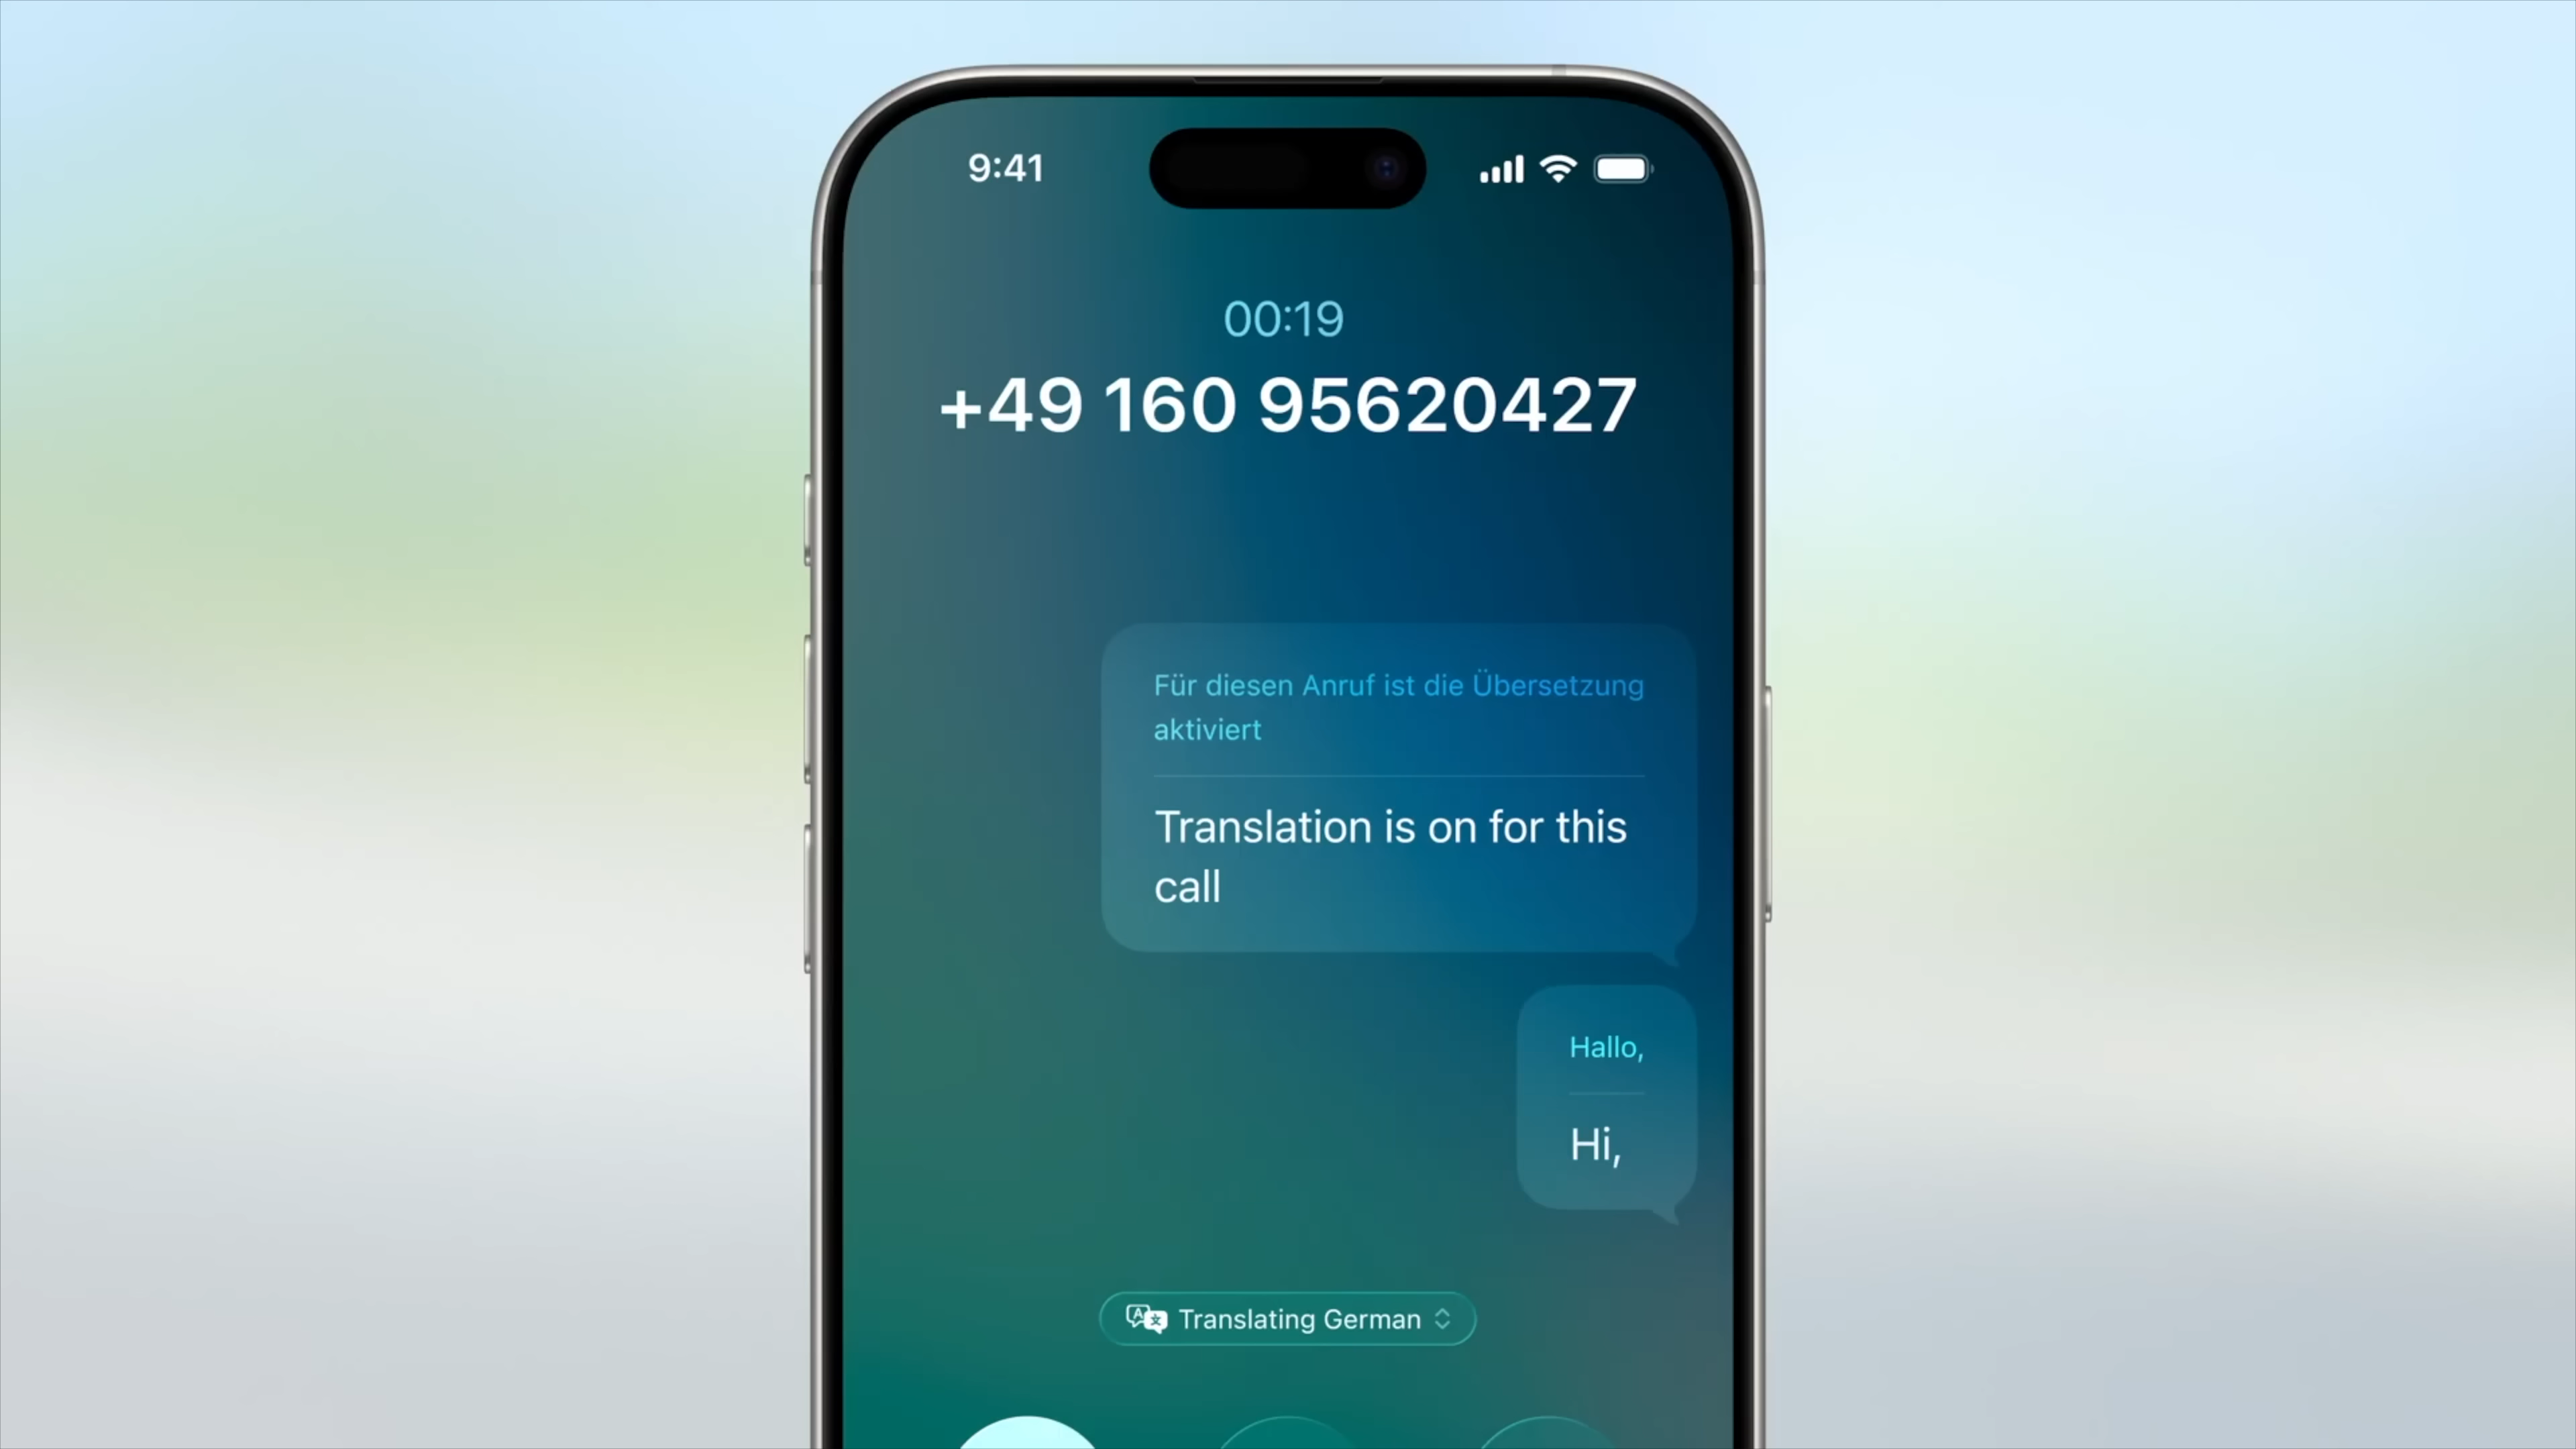 9:41
00:19
+49 160 95620427
Für diesen Anruf ist die Übersetzung
aktiviert
Translation is on for this
call
Hallo,
Hi,
Translating German